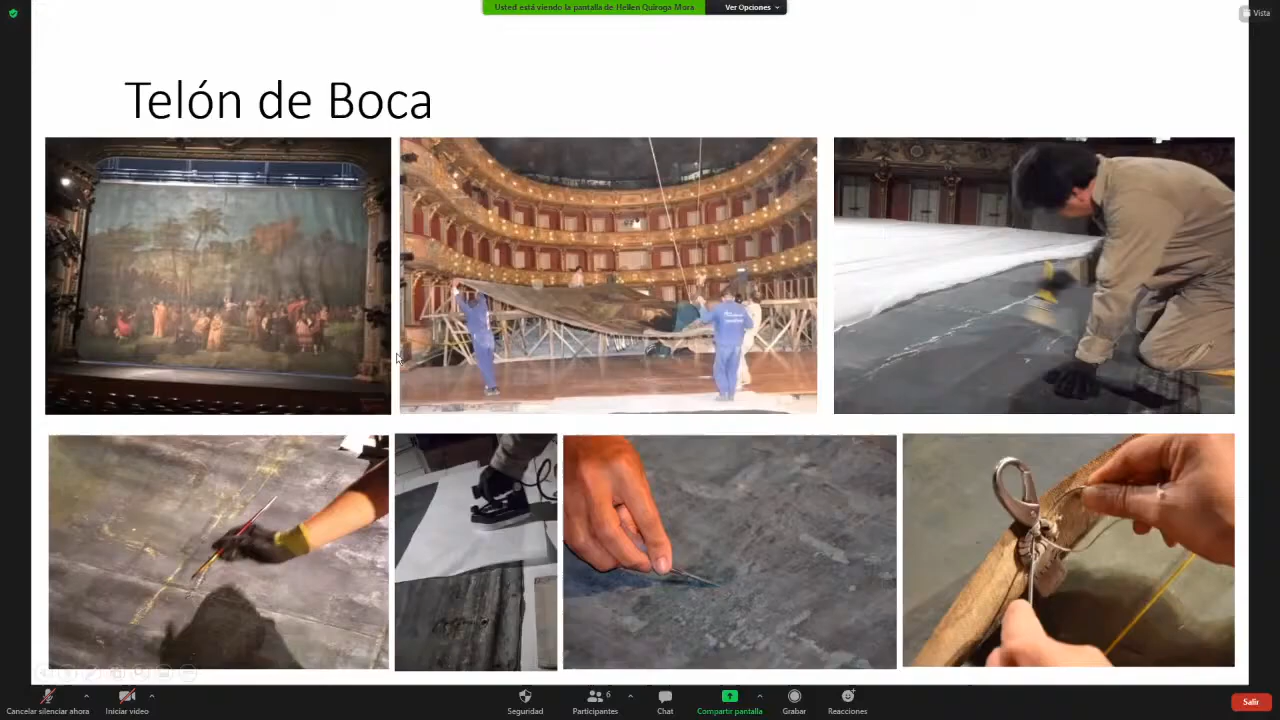 Usted está viendo la pantalla de Hellen Quiroga Mora
Ver Opciones
Vista
Telón de Boca
Cancelar silenciar ahora
Iniciar video
Seguridad
6
Participantes
Chat
Compartir pantalla
Grabar
Reacciones
Salir